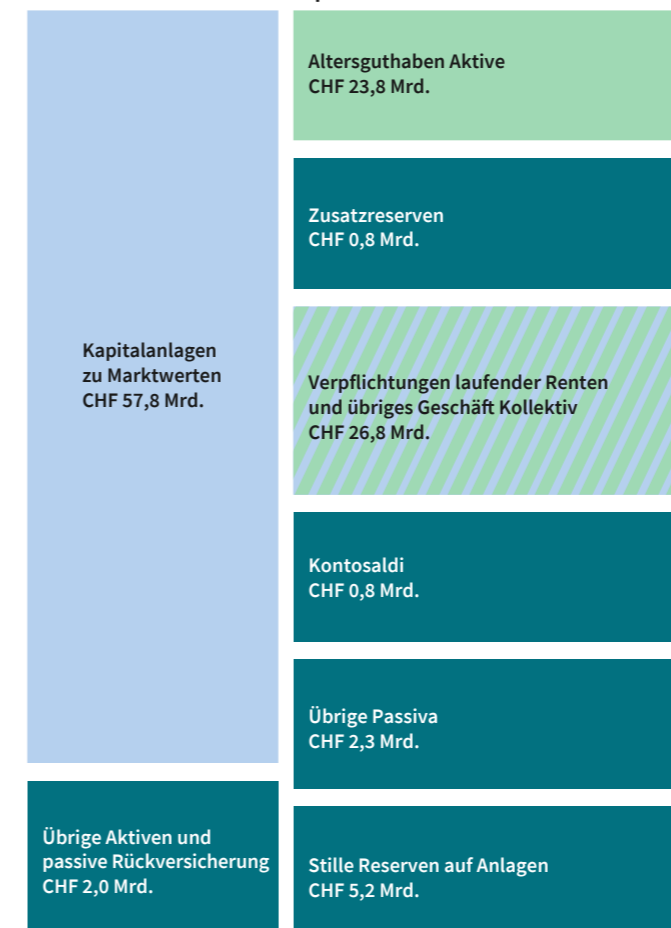 Kapitalanlagen
zu Marktwerten
CHF 57,8 Mrd.
Übrige Aktiven und
passive Rückversicherung
CHF 2,0 Mrd.
Altersguthaben Aktive
CHF 23,8 Mrd.
Zusatzreserven
CHF 0,8 Mrd.
Verpflichtungen laufender Renten
und übriges Geschäft Kollektiv
CHF 26,8 Mrd.
Kontosaldi
CHF 0,8 Mrd.
Übrige Passiva
CHF 2,3 Mrd.
Stille Reserven auf Anlagen
CHF 5,2 Mrd.